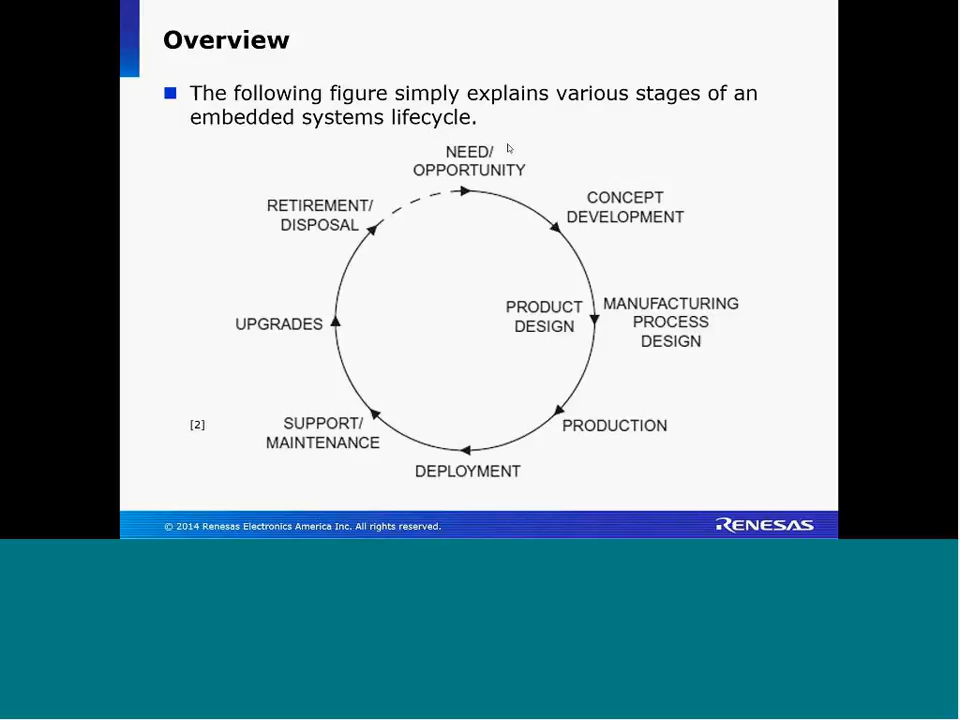 Overview
The following figure simply explains various stages of an
embedded systems lifecycle.
NEED/
OPPORTUNITY
CONCEPT
DEVELOPMENT
PRODUCT
DESIGN
MANUFACTURING
PROCESS
DESIGN
PRODUCTION
DEPLOYMENT
SUPPORT/
MAINTENANCE
UPGRADES
RETIREMENT/
DISPOSAL
[2]
© 2014 Renesas Electronics America Inc. All rights reserved.
RENESAS